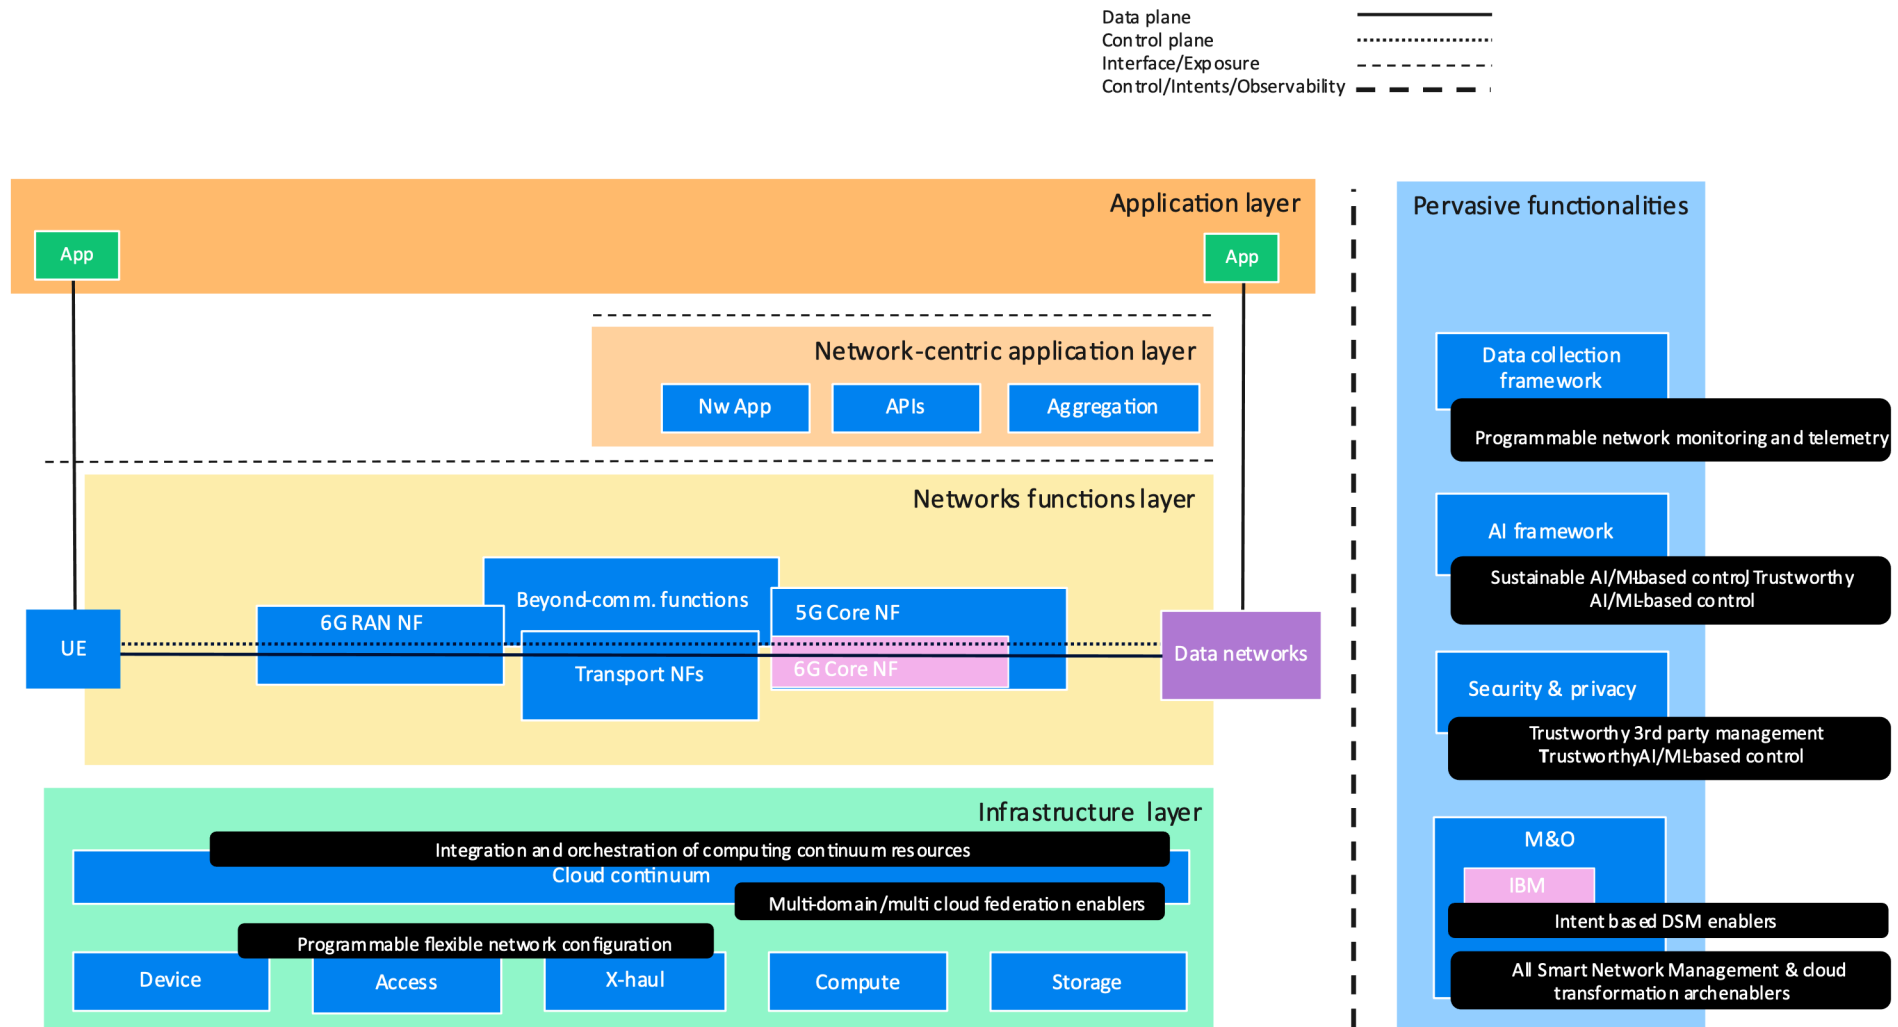 Data plane
Control plane
Interface/Exposure
Control/Intents/Observability
Application layer
App
App
Network-centric application layer
Nw App
APIs
Aggregation
Networks functions layer
Beyond-comm. functions
6G RAN NF
5G Core NF
UE
Transport NFs
6G Core NF
Data networks
Infrastructure layer
Integration and orchestration of computing continuum resources
Cloud continuum
Multi-domain/multi cloud federation enablers
Programmable flexible network configuration
Device
Access
X-haul
Compute
Storage
Pervasive functionalities
Data collection
framework
Programmable network monitoring and telemetry
AI framework
Sustainable AI/ML-based control, Trustworthy
AI/ML-based control
Security & privacy
Trustworthy 3rd party management
TrustworthyAI/ML-based control
M&O
IBM
Intent based DSM enablers
All Smart Network Management & cloud
transformation archenablers